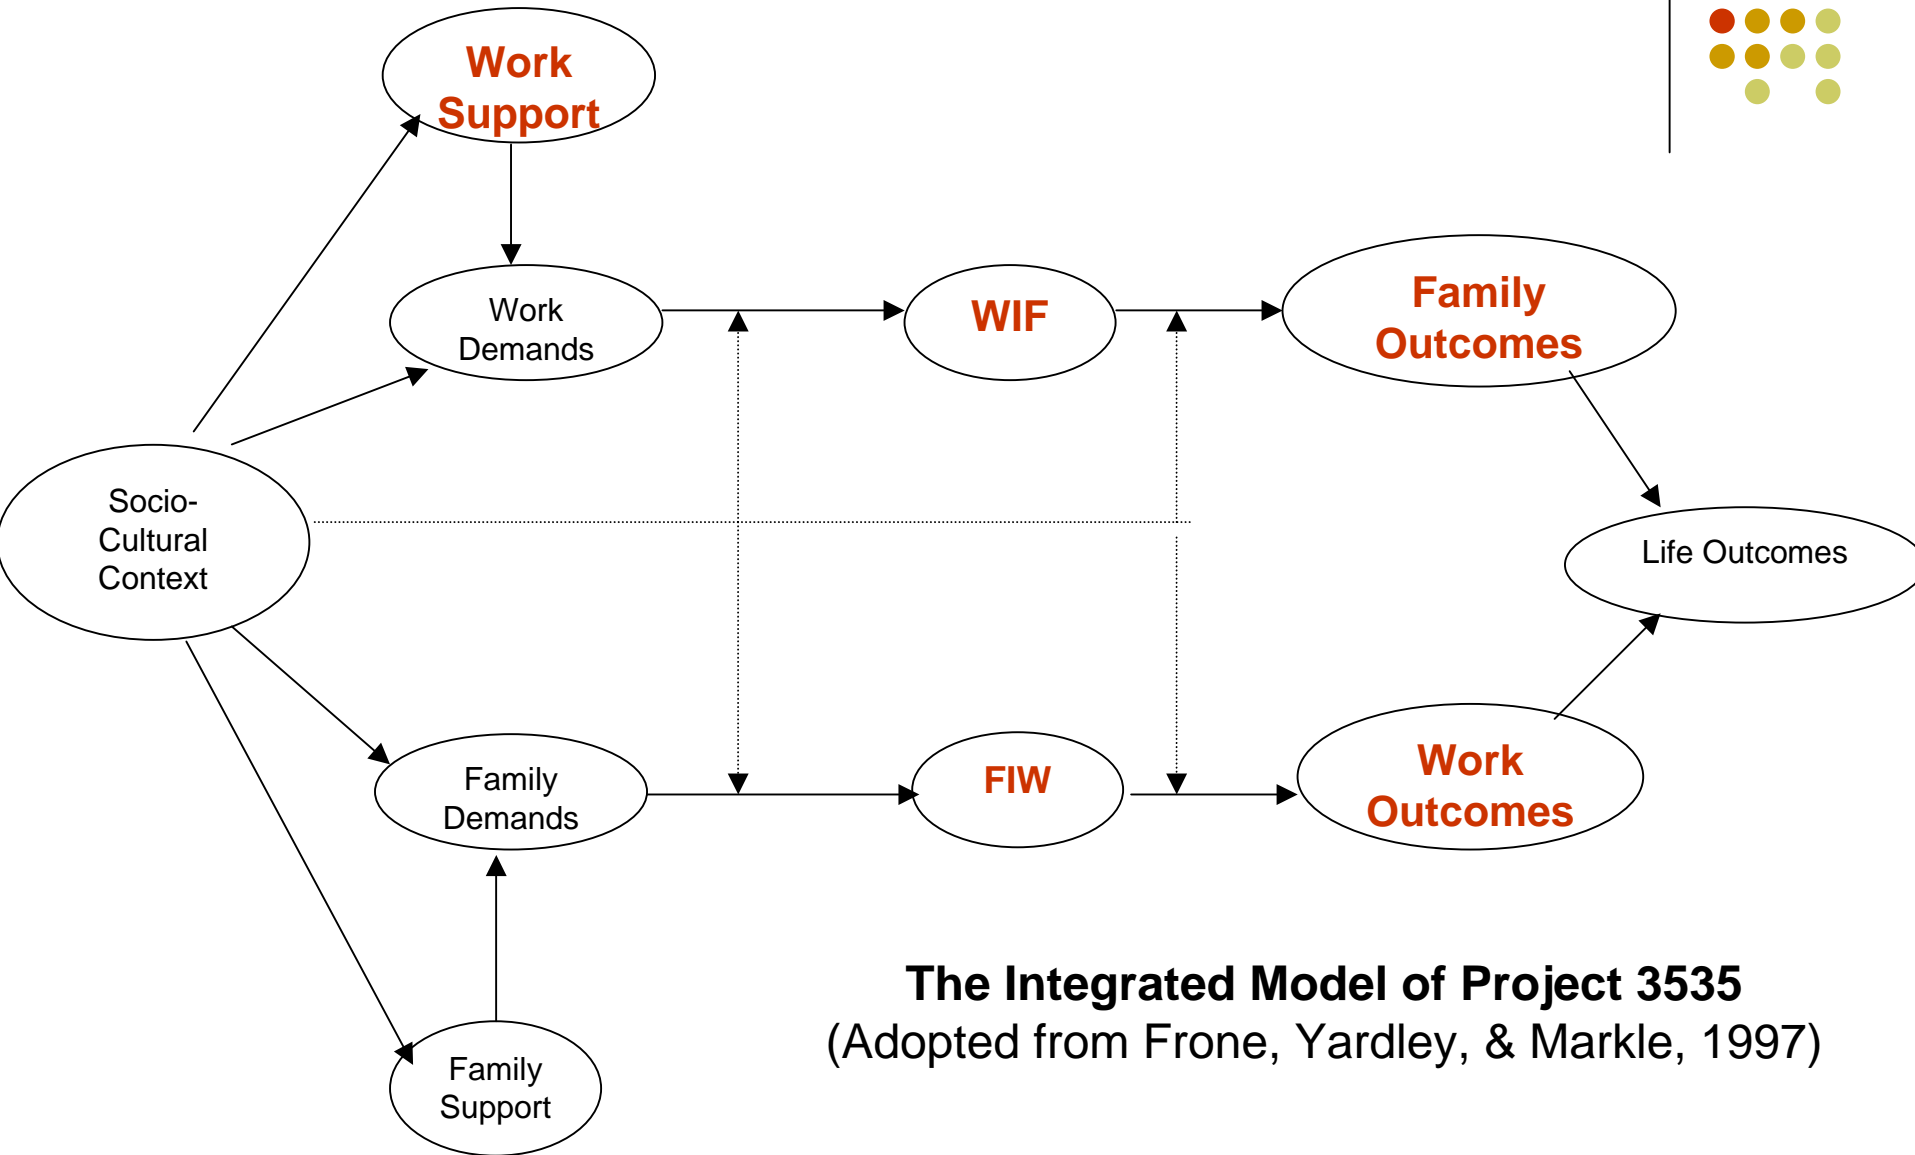 Work
Support
Work
Demands
WIF
Family
Outcomes
Socio-
Cultural
Context
Life Outcomes
Family
Demands
FIW
Work
Outcomes
Family
Support
The Integrated Model of Project 3535
(Adopted from Frone, Yardley, & Markle, 1997)